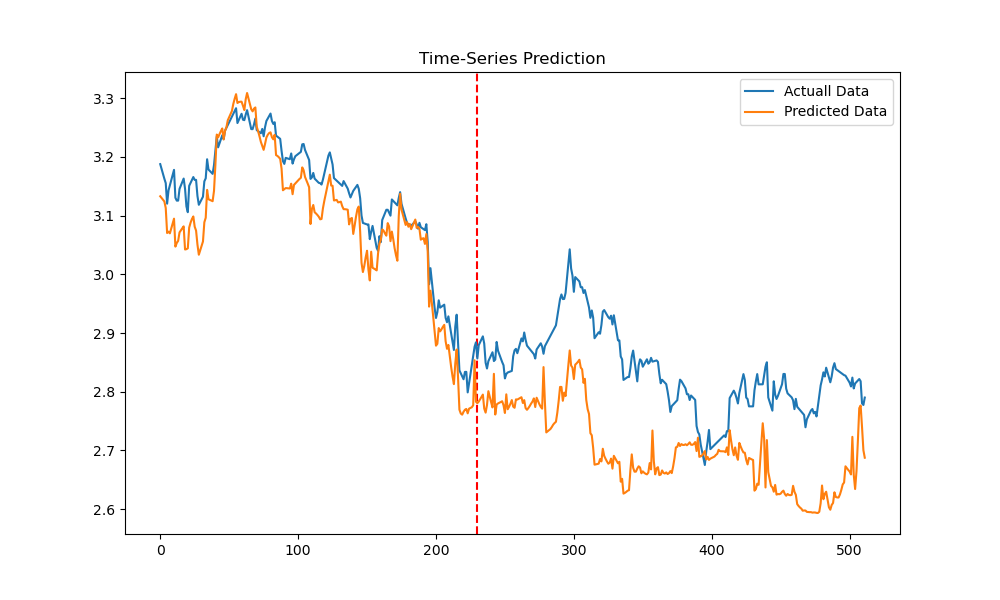 Time-Series Prediction
Actuall Data
Predicted Data
3.3
3.2
3.1
3.0
2.9
2.8
2.7
2.6
0 100 200 300 400 500